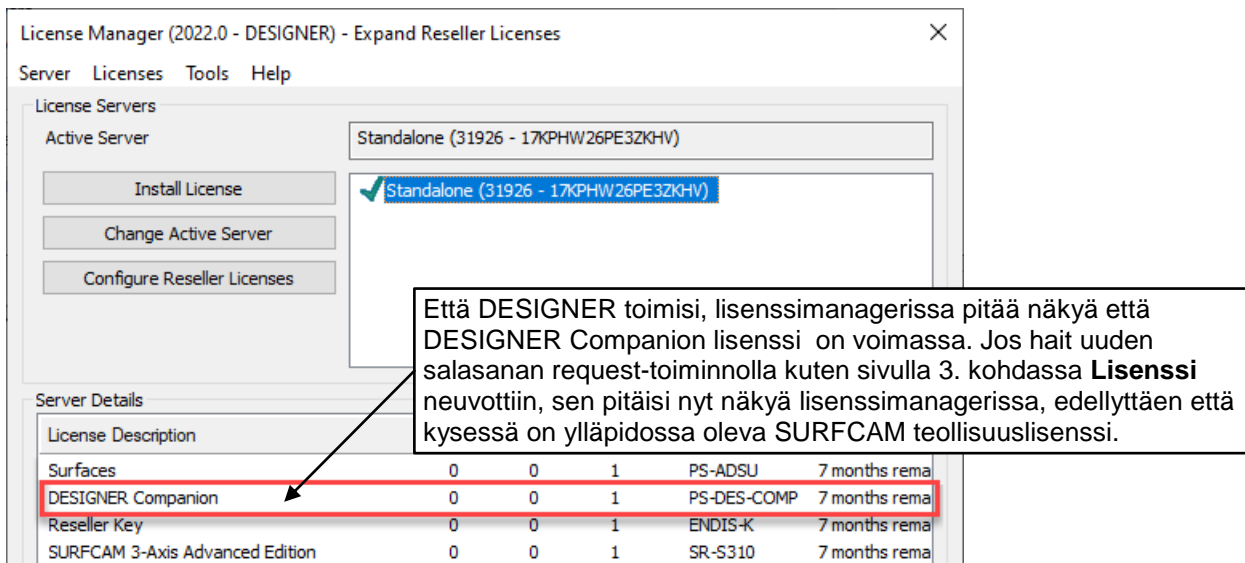 License Manager (2022.0 - DESIGNER) - Expand Reseller Licenses
Server Licenses Tools Help
License Servers
Active Server Standalone (31926 - 17KPHW26PE3ZKHV)
Install License Standalone (31926 - 17KPHW26PE3ZKHV)
Change Active Server
Configure Reseller Licenses
Että DESIGNER toimisi, lisenssimanagerissa pitää näkyä että
DESIGNER Companion lisenssi on voimassa. Jos hait uuden
salasanan request-toiminnolla kuten sivulla 3. kohdassa Lisenssi
neuvottiin, sen pitäisi nyt näkyä lisenssimanagerissa, edellyttäen että
kysessä on ylläpidossa oleva SURFCAM teollisuuslisenssi.
Server Details
License Description
Surfaces 0 0 1 PS-ADSU 7 months rema
DESIGNER Companion 0 0 1 PS-DES-COMP 7 months rema
Reseller Key 0 0 1 ENDIS-K 7 months rema
SURFCAM 3-Axis Advanced Edition 0 0 1 SR-S310 7 months rema